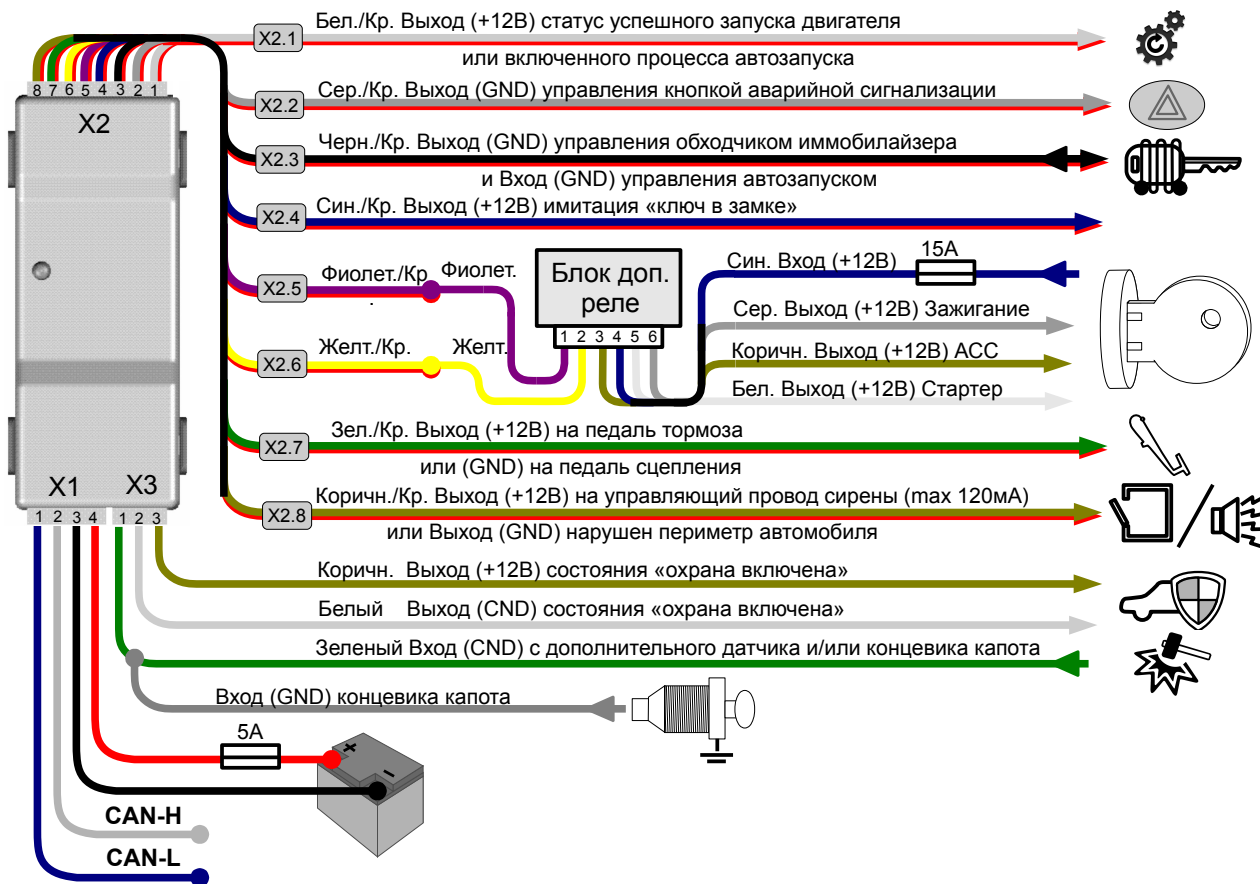 Бел./Кр. Выход (+12В) статус успешного запуска двигателя
X2.1
или включенного процесса автозапуска
8 7 6 5 4 3 2 1
X2
Сер./Кр. Выход (GND) управления кнопкой аварийной сигнализации
X2.2
Черн./Кр. Выход (GND) управления обходчиком иммобилайзера
X2.3
и Вход (GND) управления автозапуском
Син./Кр. Выход (+12В) имитация «ключ в замке»
X2.4
Блок доп. реле
1 2 3 4 5 6
Син. Вход (+12В)
15А
Фиолет./Кр.
Фиолет.
X2.5
Сер. Выход (+12В) Зажигание
Желт./Кр.
Желт.
X2.6
Коричн. Выход (+12В) АСС
Бел. Выход (+12В) Стартер
Зел./Кр. Выход (+12В) на педаль тормоза
X2.7
или (GND) на педаль сцепления
X1
X3
Коричн./Кр. Выход (+12В) на управляющий провод сирены (max 120мА)
X2.8
или Выход (GND) нарушен периметр автомобиля
1 2 3 4
1 2 3
Коричн. Выход (+12В) состояния «охрана включена»
Белый Выход (CND) состояния «охрана включена»
Зеленый Вход (CND) с дополнительного датчика и/или концевика капота
Вход (GND) концевика капота
5А
+
-
CAN-H
CAN-L